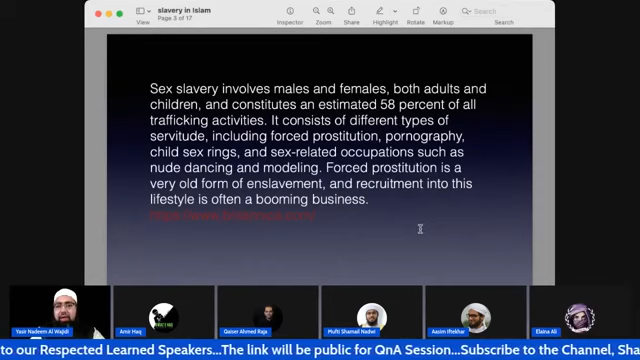 slavery in Islam
Page 3 of 17
View
Inspector
Zoom
Share
Highlight
Rotate
Markup
Search
Search
Sex slavery involves males and females, both adults and
children, and constitutes an estimated 58 percent of all
trafficking activities. It consists of different types of
servitude, including forced prostitution, pornography,
child sex rings, and sex-related occupations such as
nude dancing and modeling. Forced prostitution is a
very old form of enslavement, and recruitment into this
lifestyle is often a booming business.
Yasir Nadeem Al Wajidi
Amir Haq
Qaiser Ahmed Raja
Mufti Shamail Nadwi
Aasim Iftekhar
Elaina Ali
to our Respected Learned Speakers...The link will be public for QnA Session...Subscribe to the Channel, Sha